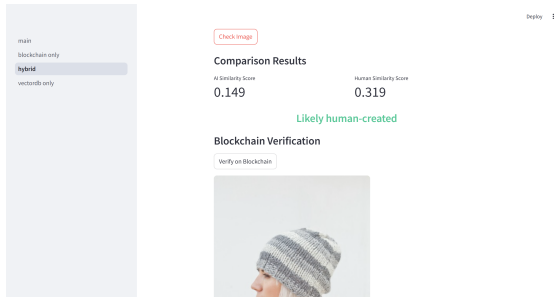 Deploy
main
blockchain only
hybrid
vectordb only
Check Image
Comparison Results
AI Similarity Score
Human Similarity Score
0.149
0.319
Likely human-created
Blockchain Verification
Verify on Blockchain